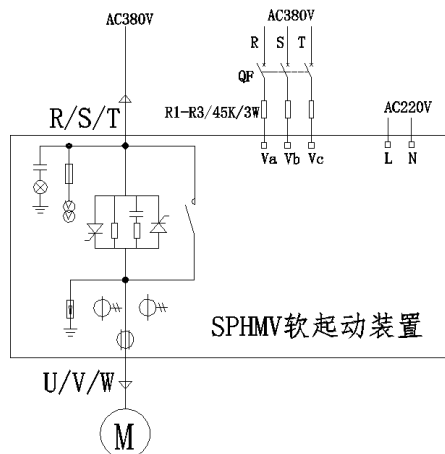 AC380V
AC380V
R S T
QF
R/S/T
R1-R3/45K/3W
AC220V
Va Vb Vc
L N
SPHMV软起动装置
U/V/W
M